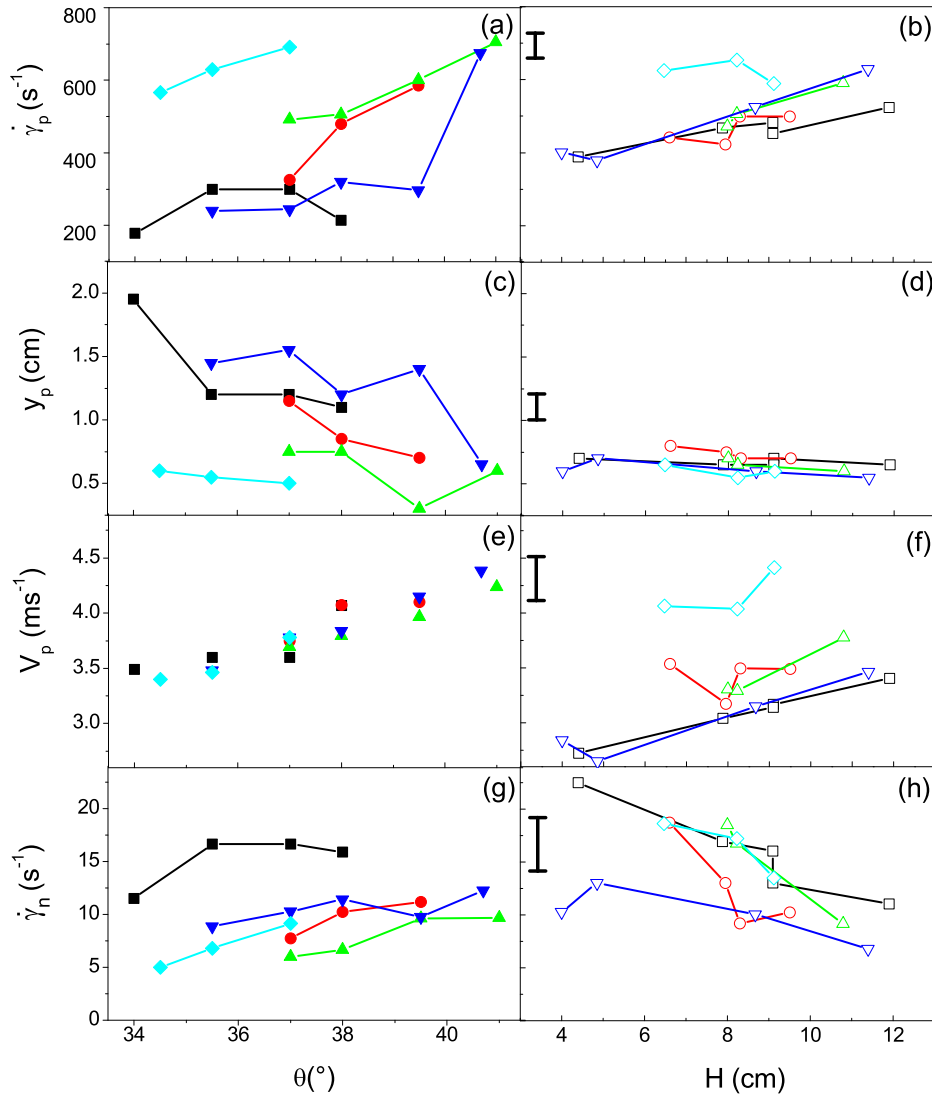 (a)
(b)
800
600
400
200
γ̇p (s⁻¹)
(c)
(d)
2.0
1.5
1.0
0.5
yp (cm)
(e)
(f)
4.5
4.0
3.5
3.0
Vp (ms⁻¹)
(g)
(h)
20
15
10
5
0
γ̇n (s⁻¹)
34 36 38 40
4 6 8 10 12
θ(°)
H (cm)